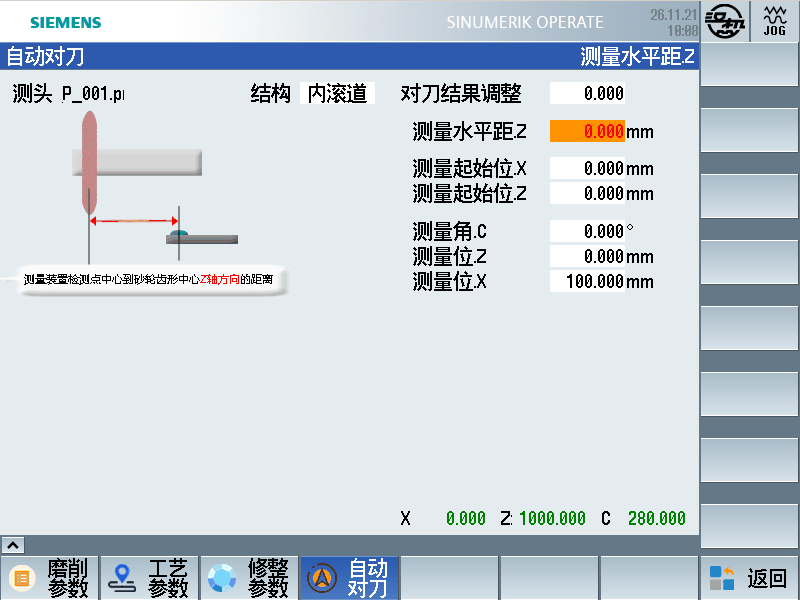 SIEMENS
SINUMERIK OPERATE
26.11.21
10:08
JOG
自动对刀
测量水平距.Z
测头 P_001.p
结构 内滚道
对刀结果调整 0.000
测量水平距.Z 0.000 mm
测量起始位.X 0.000 mm
测量起始位.Z 0.000 mm
测量角.C 0.000 °
测量位.Z 0.000 mm
测量位.X 100.000 mm
测量装置检测点中心到砂轮齿形中心Z轴方向的距离
X 0.000 Z: 1000.000 C 280.000
磨削参数
工艺参数
修整参数
自动对刀
返回